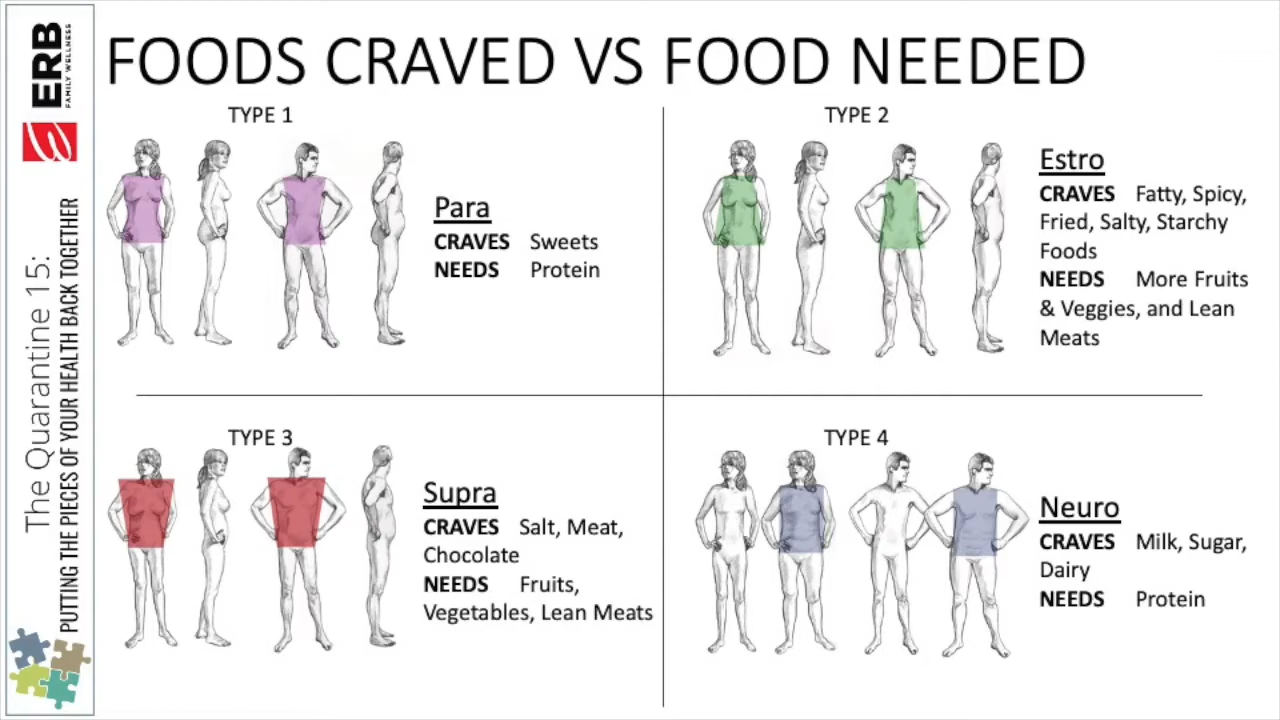 FOODS CRAVED VS FOOD NEEDED
ERB
FAMILY WELLNESS
The Quarantine 15:
PUTTING THE PIECES OF YOUR HEALTH BACK TOGETHER
TYPE 1
Para
CRAVES Sweets
NEEDS Protein
TYPE 2
Estro
CRAVES Fatty, Spicy,
Fried, Salty, Starchy
Foods
NEEDS More Fruits
& Veggies, and Lean
Meats
TYPE 3
Supra
CRAVES Salt, Meat,
Chocolate
NEEDS Fruits,
Vegetables, Lean Meats
TYPE 4
Neuro
CRAVES Milk, Sugar,
Dairy
NEEDS Protein